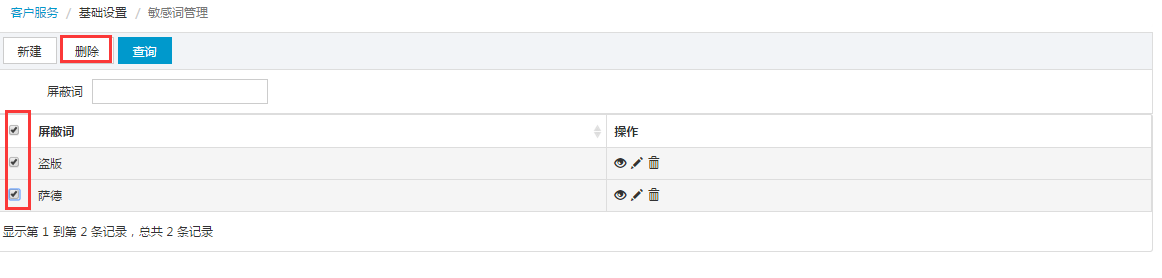 客户服务 / 基础设置 / 敏感词管理
新建 删除 查询
屏蔽词
屏蔽词 操作
盗版
萨德
显示第 1 到第 2 条记录，总共 2 条记录